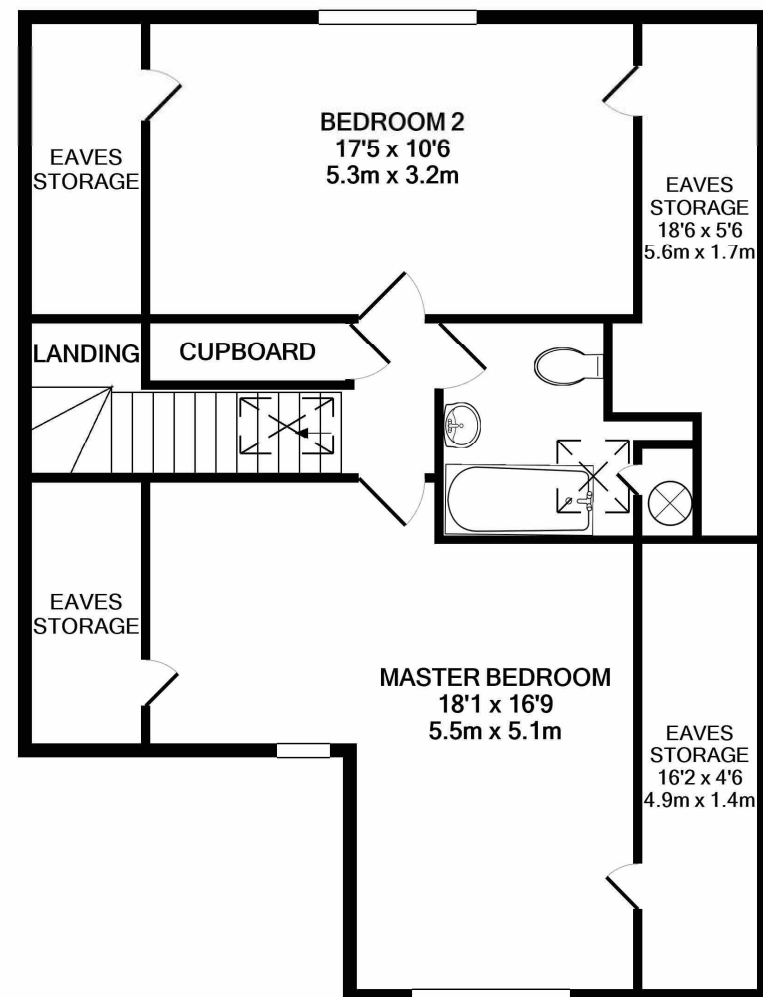 BEDROOM 2
17'5 x 10'6
5.3m x 3.2m
EAVES
STORAGE
EAVES
STORAGE
18'6 x 5'6
5.6m x 1.7m
LANDING
CUPBOARD
EAVES
STORAGE
MASTER BEDROOM
18'1 x 16'9
5.5m x 5.1m
EAVES
STORAGE
16'2 x 4'6
4.9m x 1.4m